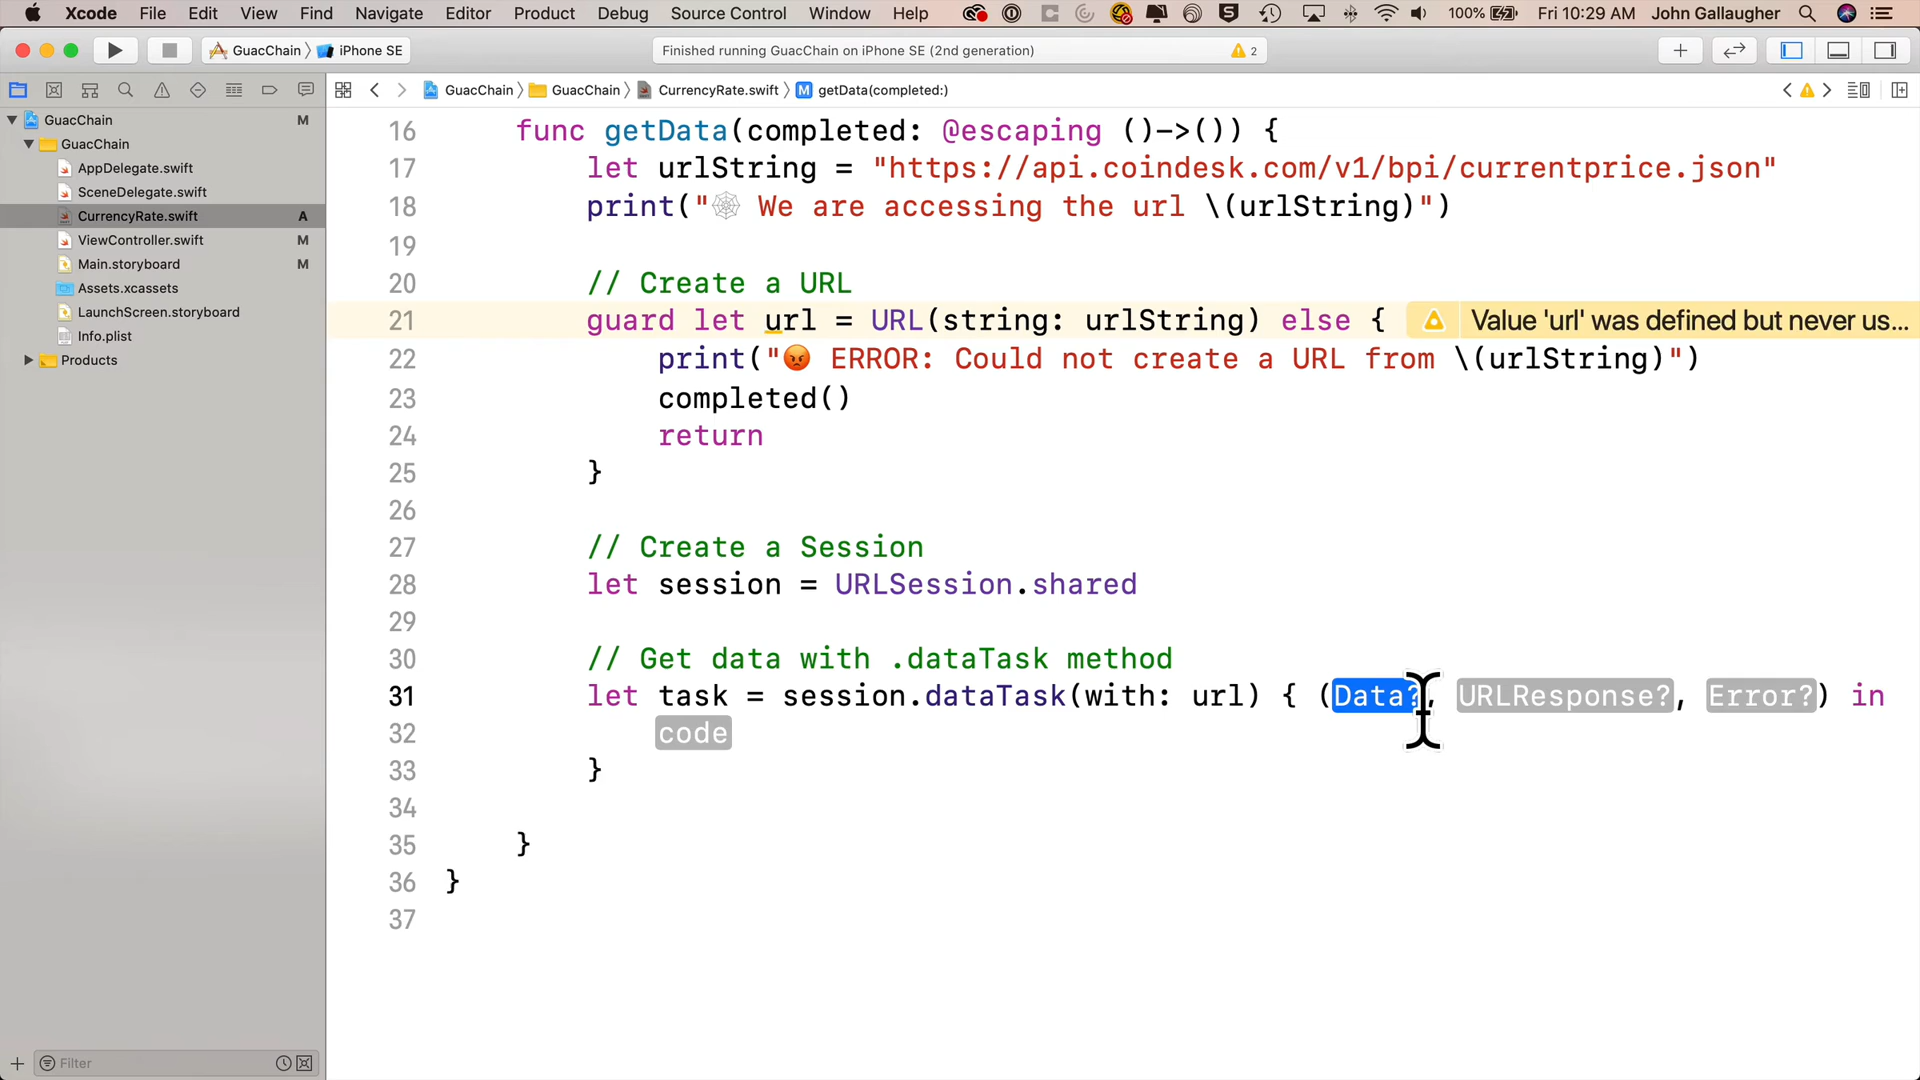 Xcode File Edit View Find Navigate Editor Product Debug Source Control Window Help 100% Fri 10:29 AM John Gallaugher
GuacChain iPhone SE
Finished running GuacChain on iPhone SE (2nd generation) 2
GuacChain GuacChain CurrencyRate.swift M getData(completed:)
GuacChain M
GuacChain
AppDelegate.swift
SceneDelegate.swift
CurrencyRate.swift A
ViewController.swift M
Main.storyboard M
Assets.xcassets
LaunchScreen.storyboard
Info.plist
Products
16 func getData(completed: @escaping ()->()) {
17 let urlString = "https://api.coindesk.com/v1/bpi/currentprice.json"
18 print("🕸 We are accessing the url \(urlString)")
19
20 // Create a URL
21 guard let url = URL(string: urlString) else { Value 'url' was defined but never us...
22 print("😡 ERROR: Could not create a URL from \(urlString)")
23 completed()
24 return
25 }
26
27 // Create a Session
28 let session = URLSession.shared
29
30 // Get data with .dataTask method
31 let task = session.dataTask(with: url) { (Data?, URLResponse?, Error?) in
32 code
33 }
34
35 }
36 }
37
Filter